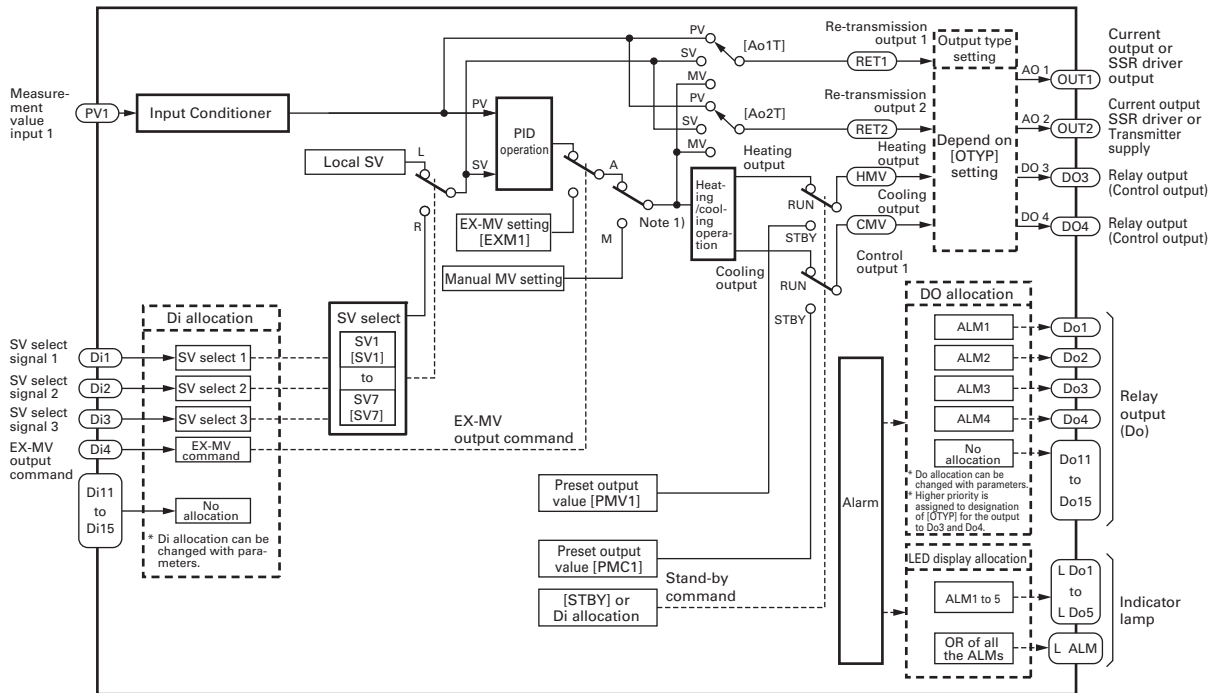 Measure-
ment
value
input 1
PV1
Input Conditioner
PV
Local SV
L
SV
R
PID
operation
EX-MV setting
[EXM1]
Manual MV setting
A
M
Note 1)
PV
SV
MV
[Ao1T]
PV
SV
MV
[Ao2T]
Re-transmission
output 1
RET1
Re-transmission
output 2
RET2
Heating
output
Heat-
ing
/cool-
ing
opera-
tion
Cooling
output
RUN
STBY
RUN
STBY
Heating
output
HMV
Cooling
output
CMV
Control
output 1
Output type
setting
Depend on
[OTYP]
setting
AO 1
OUT1
AO 2
OUT2
DO 3
DO3
DO 4
DO4
Current
output or
SSR driver
output
Current output
SSR driver or
Transmitter
supply
Relay output
(Control output)
Relay output
(Control output)
SV select
signal 1
SV select
signal 2
SV select
signal 3
EX-MV
output
command
Di1
Di2
Di3
Di4
Di11
to
Di15
Di allocation
SV select 1
SV select 2
SV select 3
EX-MV
command
No
allocation
* Di allocation can be
changed with para-
meters.
SV select
SV1
[SV1]
to
SV7
[SV7]
EX-MV
output command
Preset output
value [PMV1]
Preset output
value [PMC1]
[STBY] or
Di allocation
Stand-by
command
Alarm
DO allocation
ALM1
ALM2
ALM3
ALM4
No
allocation
* Do allocation can be
changed with parameters.
* Higher priority is
assigned to designation
of [OTYP] for the output
to Do3 and Do4.
Do1
Do2
Do3
Do4
Do11
to
Do15
Relay
output
(Do)
LED display allocation
ALM1 to 5
OR of all
the ALMs
L Do1
to
L Do5
L ALM
Indicator
lamp